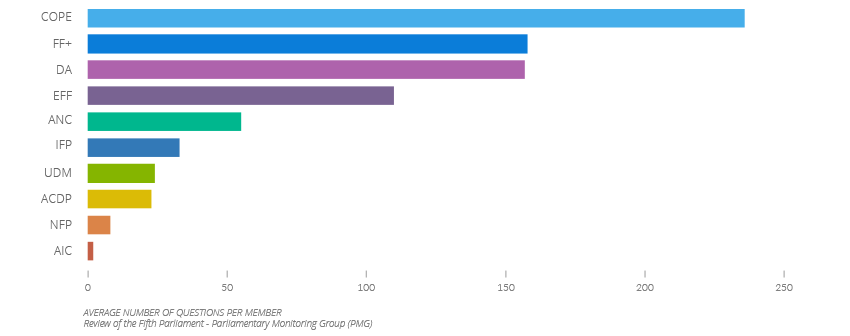 COPE
FF+
DA
EFF
ANC
IFP
UDM
ACDP
NFP
AIC
0 50 100 150 200 250
AVERAGE NUMBER OF QUESTIONS PER MEMBER
Review of the Fifth Parliament - Parliamentary Monitoring Group (PMG)